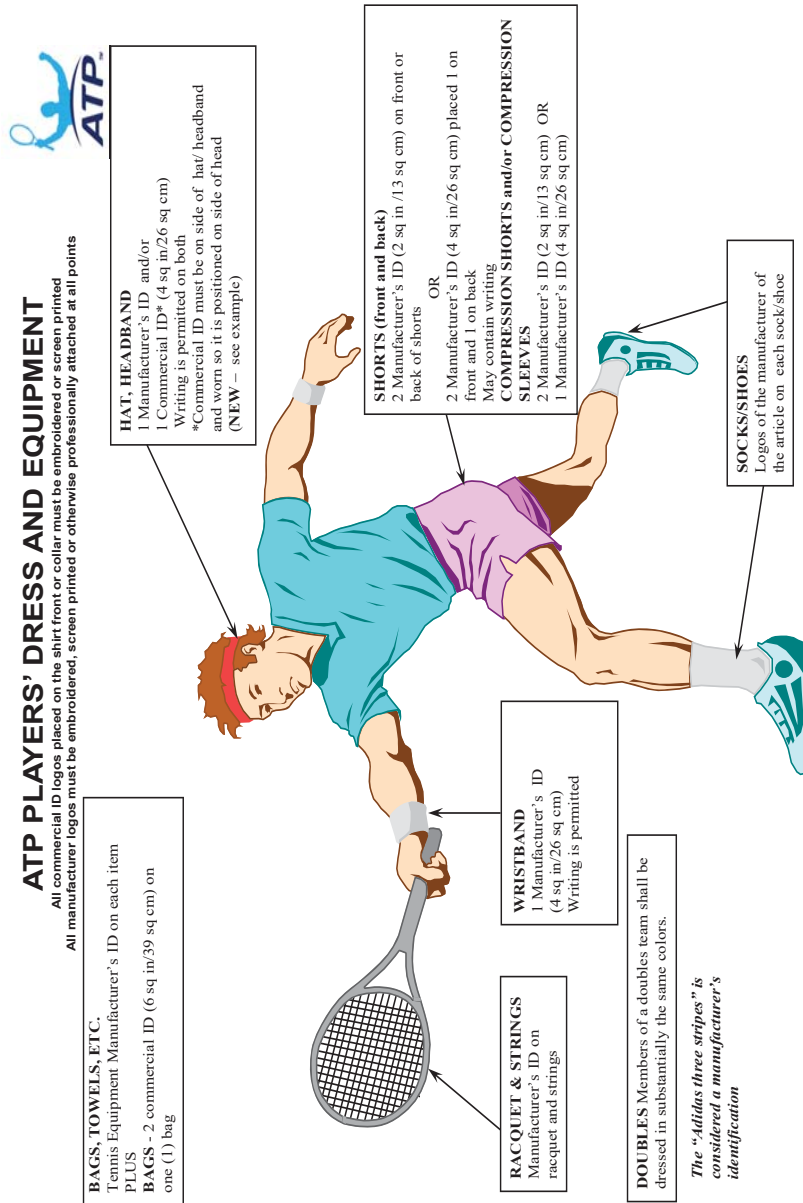 ATP™
ATP PLAYERS' DRESS AND EQUIPMENT
All commercial ID logos placed on the shirt front or collar must be embroidered or screen printed
All manufacturer logos must be embroidered, screen printed or otherwise professionally attached at all points
BAGS, TOWELS, ETC.
Tennis Equipment Manufacturer's ID on each item
PLUS
BAGS - 2 commercial ID (6 sq in/39 sq cm) on
one (1) bag
HAT, HEADBAND
1 Manufacturer's ID and/or
1 Commercial ID* (4 sq in/26 sq cm)
Writing is permitted on both
*Commercial ID must be on side of hat/ headband
and worn so it is positioned on side of head
(NEW – see example)
RACQUET & STRINGS
Manufacturer's ID on
racquet and strings
WRISTBAND
1 Manufacturer's ID
(4 sq in/26 sq cm)
Writing is permitted
SHORTS (front and back)
2 Manufacturer's ID (2 sq in /13 sq cm) on front or
back of shorts
OR
2 Manufacturer's ID (4 sq in/26 sq cm) placed 1 on
front and 1 on back
May contain writing
COMPRESSION SHORTS and/or COMPRESSION
SLEEVES
2 Manufacturer's ID (2 sq in/13 sq cm) OR
1 Manufacturer's ID (4 sq in/26 sq cm)
DOUBLES Members of a doubles team shall be
dressed in substantially the same colors.
The "Adidas three stripes" is
considered a manufacturer's
identification
SOCKS/SHOES
Logos of the manufacturer of
the article on each sock/shoe